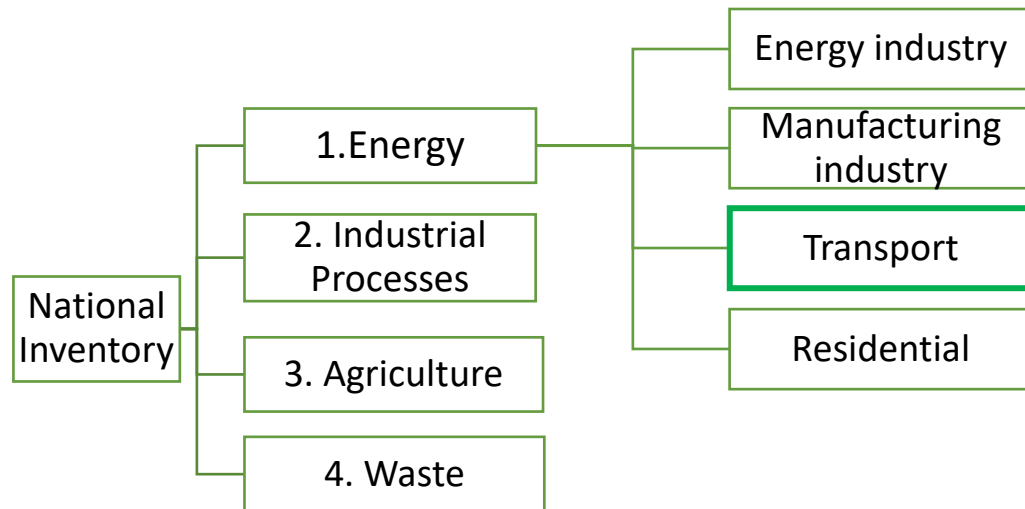 National
Inventory
1.Energy
2. Industrial
Processes
3. Agriculture
4. Waste
Energy industry
Manufacturing
industry
Transport
Residential